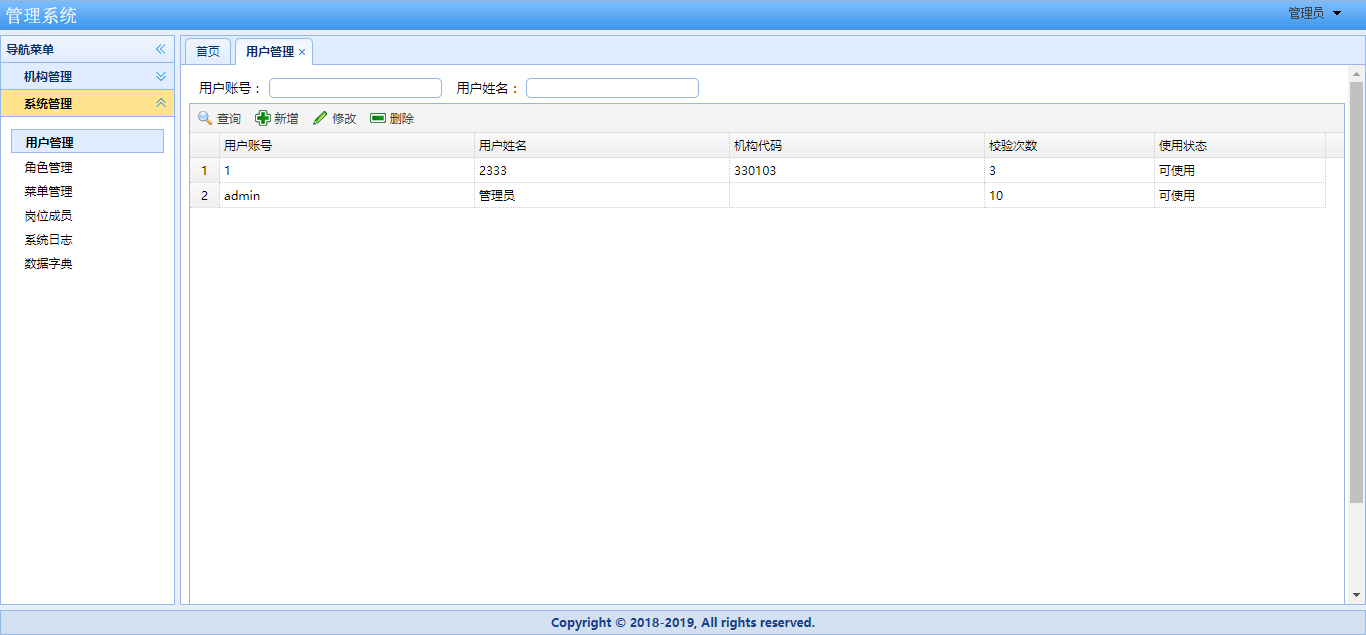 管理系统
管理员
导航菜单
机构管理
系统管理
用户管理
角色管理
菜单管理
岗位成员
系统日志
数据字典
首页 用户管理
用户账号： 用户姓名：
查询 新增 修改 删除
用户账号 用户姓名 机构代码 校验次数 使用状态
1 1 2333 330103 3 可使用
2 admin 管理员 10 可使用
Copyright © 2018-2019, All rights reserved.